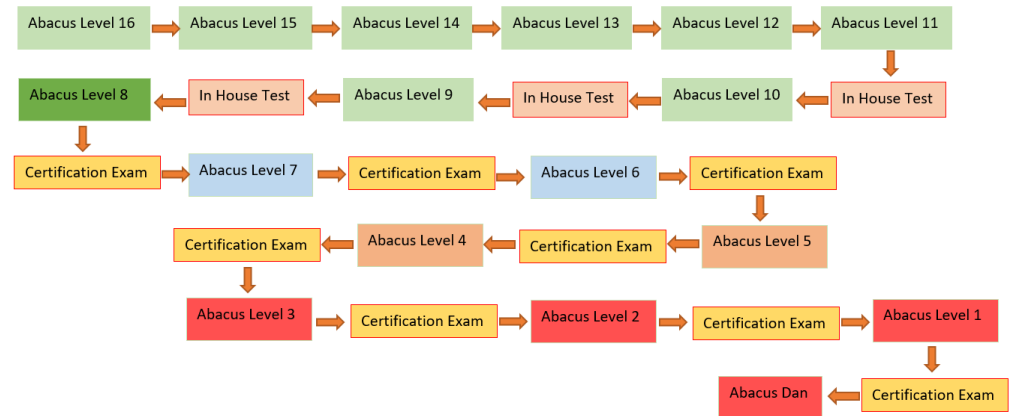 Abacus Level 16
Abacus Level 15
Abacus Level 14
Abacus Level 13
Abacus Level 12
Abacus Level 11
In House Test
Abacus Level 10
In House Test
Abacus Level 9
In House Test
Abacus Level 8
Certification Exam
Abacus Level 7
Certification Exam
Abacus Level 6
Certification Exam
Abacus Level 5
Certification Exam
Abacus Level 4
Certification Exam
Abacus Level 3
Certification Exam
Abacus Level 2
Certification Exam
Abacus Level 1
Certification Exam
Abacus Dan